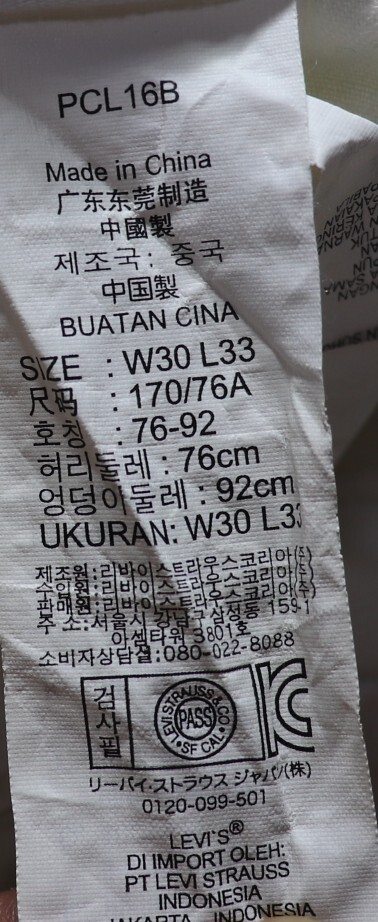 PCL16B
Made in China
广东东莞制造
中國製
제조국: 중국
中国製
BUATAN CINA
SIZE : W30 L33
尺码 : 170/76A
호칭 : 76-92
허리둘레 : 76cm
엉덩이둘레 : 92cm
UKURAN: W30 L33
제조원:리바이스트라우스코리아(주)
수입원:리바이스트라우스코리아(주)
판매원:리바이스트라우스코리아(주)
주 소:서울시 강남구삼성동 159-1
아셈타워 3801호
소비자상담실:080-022-8088
검사필
LEVI STRAUSS & CO
PASS
SF CAL
リーバイ・ストラウス ジャパン(株)
0120-099-501
LEVI'S®
DI IMPORT OLEH:
PT LEVI STRAUSS
INDONESIA
JAKARTA - INDONESIA